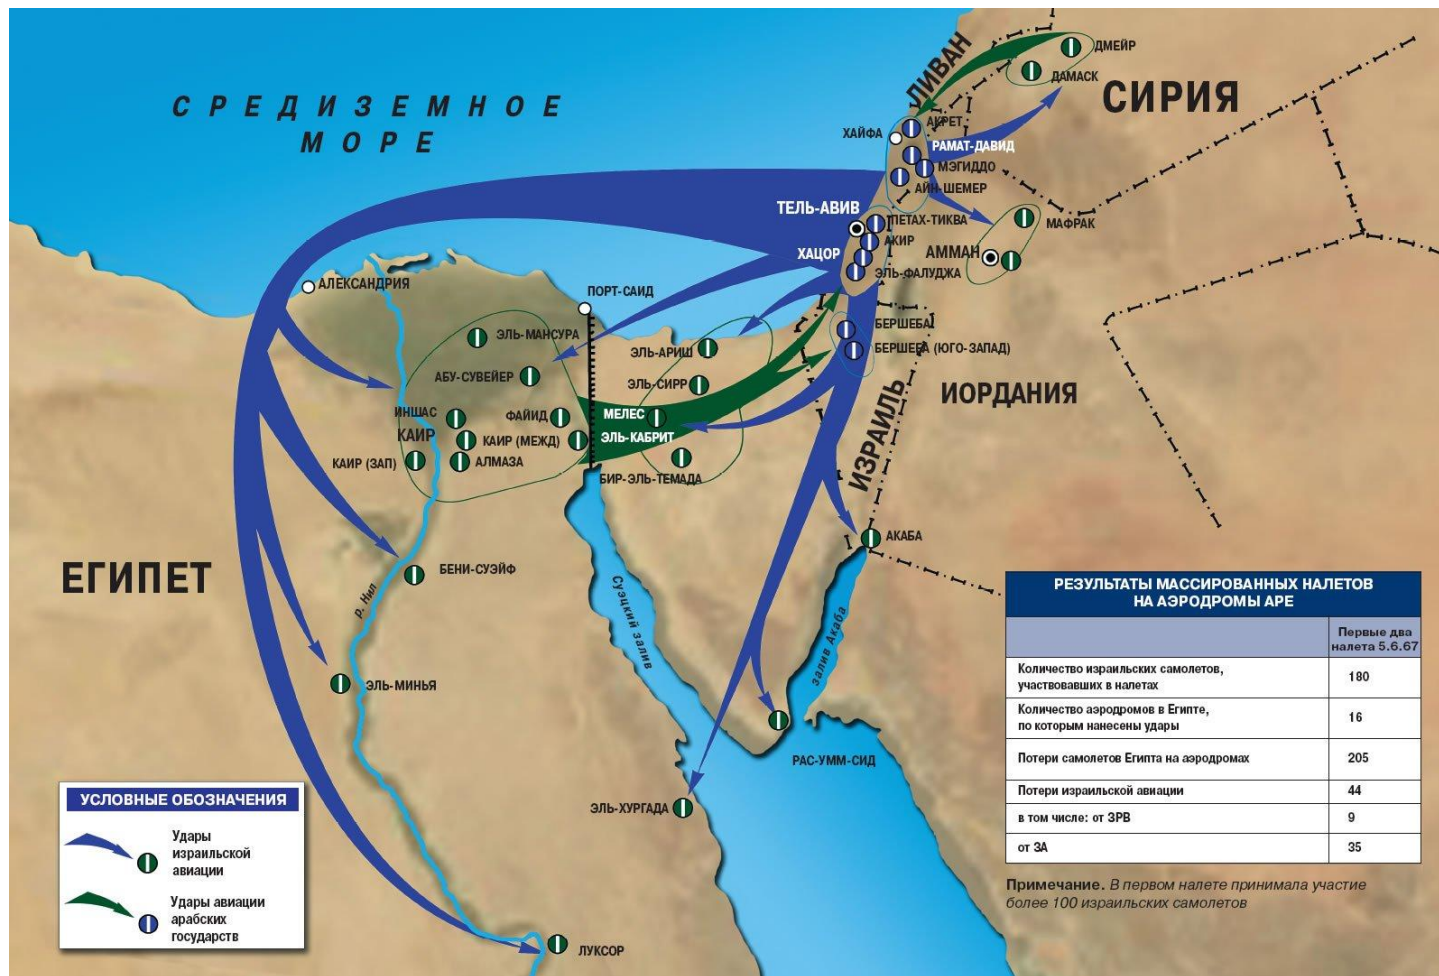 СРЕДИЗЕМНОЕ
МОРЕ
ЛИВАН
ДМЕЙР
ДАМАСК
СИРИЯ
АКРЕТ
ХАЙФА
РАМАТ-ДАВИД
МЭГИДДО
АЙН-ШЕМЕР
ТЕЛЬ-АВИВ
ПЕТАХ-ТИКВА
МАФРАК
АКИР
ХАЦОР
АММАН
ЭЛЬ-ФАЛУДЖА
АЛЕКСАНДРИЯ
ПОРТ-САИД
БЕРШЕБА
ЭЛЬ-МАНСУРА
ЭЛЬ-АРИШ
БЕРШЕБА (ЮГО-ЗАПАД)
АБУ-СУВЕЙЕР
ЭЛЬ-СИРР
ИОРДАНИЯ
ИЗРАИЛЬ
ИНШАС
ФАЙИД
МЕЛЕС
КАИР
КАИР (МЕЖД)
ЭЛЬ-КАБРИТ
КАИР (ЗАП)
АЛМАЗА
БИР-ЭЛЬ-ТЕМАДА
АКАБА
ЕГИПЕТ
БЕНИ-СУЭЙФ
р. Нил
Суэцкий залив
залив Акаба
ЭЛЬ-МИНЬЯ
РАС-УММ-СИД
ЭЛЬ-ХУРГАДА
ЛУКСОР
УСЛОВНЫЕ ОБОЗНАЧЕНИЯ
Удары
израильской
авиации
Удары авиации
арабских
государств
РЕЗУЛЬТАТЫ МАССИРОВАННЫХ НАЛЕТОВ
НА АЭРОДРОМЫ АРЕ
Первые два
налета 5.6.67
Количество израильских самолетов,
участвовавших в налетах
180
Количество аэродромов в Египте,
по которым нанесены удары
16
Потери самолетов Египта на аэродромах
205
Потери израильской авиации
44
в том числе: от ЗРВ
9
от ЗА
35
Примечание. В первом налете принимала участие
более 100 израильских самолетов